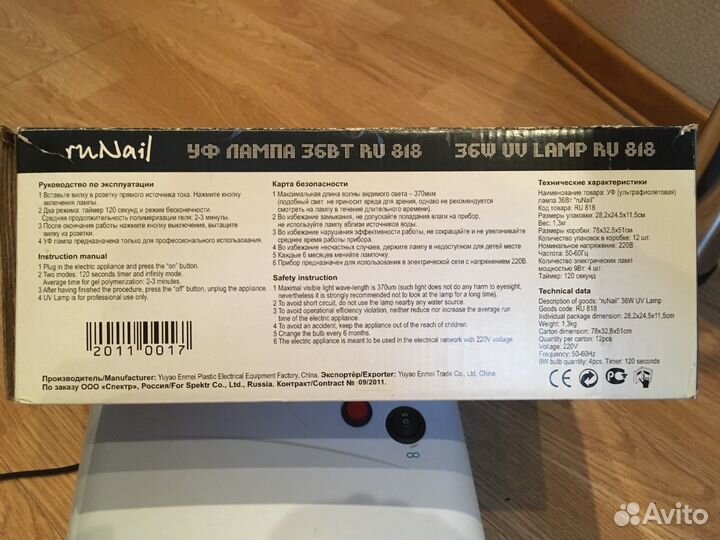 ruNail
УФ ЛАМПА 36ВТ RU 818
36W UV LAMP RU 818
Руководство по эксплуатации
1 Вставьте вилку в розетку прямого источника тока. Нажмите кнопку
включения лампы.
2 Два режима: таймер 120 секунд и режим бесконечности.
Средняя продолжительность полимеризации геля: 2-3 минуты.
3 После окончания работы нажмите кнопку выключения, вытащите
вилку из розетки.
4 УФ лампа предназначена только для профессионального использования.
Instruction manual
1 Plug in the electric appliance and press the "on" button.
2 Two modes: 120 seconds timer and infinity mode.
Average time for gel polymerization: 2-3 minutes.
3 After having finished the procedure, press the "off" button, unplug the appliance.
4 UV Lamp is for professional use only.
20110017
Карта безопасности
1 Максимальная длина волны видимого света – 370мкм
(подобный свет не приносит вреда для зрения, однако не рекомендуется
смотреть на лампу в течение длительного времени).
2 Во избежание замыкания, не допускайте попадания влаги на прибор,
не используйте лампу вблизи источников воды.
3 Во избежание нарушения эффективности работы, не сокращайте и не увеличивайте
среднее время работы прибора.
4 Во избежание несчастных случаев, держите лампу в недоступном для детей месте.
5 Каждые 6 месяцев меняйте лампочку.
6 Прибор предназначен для использования в электрической сети с напряжением 220В.
Safety instruction
1 Maximal visible light wave-length is 370um (such light does not do any harm to eyesight,
nevertheless it is strongly recommended not to look at the lamp for a long time).
2 To avoid short circuit, do not use the lamp nearby any water source.
3 To avoid operational efficiency violation, neither reduce nor increase the average run
time of the electric appliance
4 To avoid an accident, keep the appliance out of the reach of children.
5 Change the bulb every 6 months.
6 The electric appliance is meant to be used in the electrical network with 220V voltage.
Технические характеристики
Наименование товара: УФ (ультрафиолетовая)
лампа 36Вт "ruNail"
Код товара: RU 818
Размеры упаковки: 28,2х24,5х11,5см
Вес: 1,3кг
Размеры коробки: 78х32,5х51см
Количество упаковок в коробке: 12 шт.
Номинальное напряжение: 220В
Частота: 50-60Гц
Количество электрических ламп
мощностью 9Вт: 4 шт.
Таймер: 120 секунд
Technical data
Description of goods: "ruNail" 36W UV Lamp
Goods code: RU 818
Individual package dimension: 28,2x24,5x11,5cm
Weight: 1,3kg
Carton dimension: 78x32,5x51cm
Quantity per carton: 12pcs
Voltage: 220V
Frequency: 50-60Hz
9W bulb quantity: 4pcs. Timer: 120 seconds
Производитель/Manufacturer: Yuyao Enmei Plastic Electrical Equipment Factory, China. Экспортёр/Exporter: Yuyao Enmei Trade Co., Ltd, China.
По заказу ООО «Спектр», Россия/For Spektr Co., Ltd., Russia. Контракт/Contract № 09/2011.
CE
Avito